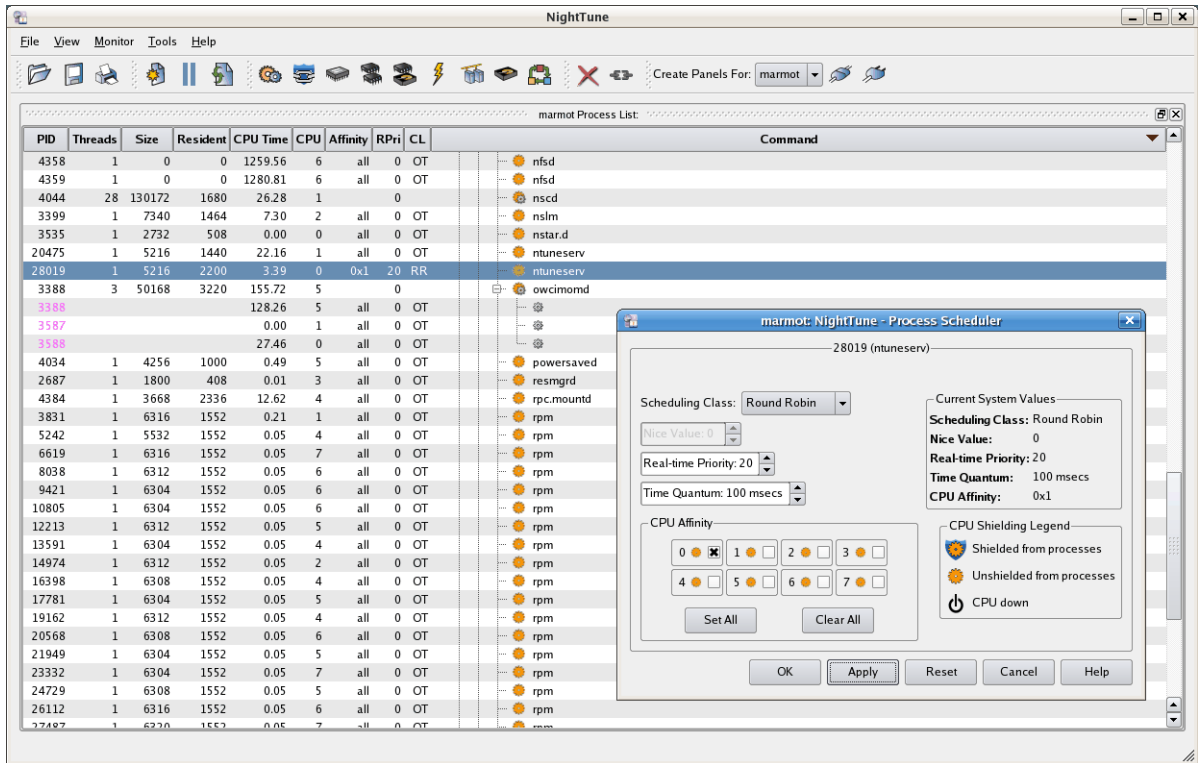 NightTune
File View Monitor Tools Help
Create Panels For: marmot
marmot Process List:
PID Threads Size Resident CPU Time CPU Affinity RPri CL Command
4358 1 0 0 1259.56 6 all 0 OT nfsd
4359 1 0 0 1280.81 6 all 0 OT nfsd
4044 28 130172 1680 26.28 1 0 nscd
3399 1 7340 1464 7.30 2 all 0 OT nslm
3535 1 2732 508 0.00 0 all 0 OT nstar.d
20475 1 5216 1440 22.16 1 all 0 OT ntuneserv
28019 1 5216 2200 3.39 0 0x1 20 RR ntuneserv
3388 3 50168 3220 155.72 5 0 owcimomd
3388 128.26 5 all 0 OT
3587 0.00 1 all 0 OT
3588 27.46 0 all 0 OT
4034 1 4256 1000 0.49 5 all 0 OT powersaved
2687 1 1800 408 0.01 3 all 0 OT resmgrd
4384 1 3668 2336 12.62 4 all 0 OT rpc.mountd
3831 1 6316 1552 0.21 1 all 0 OT rpm
5242 1 5532 1552 0.05 4 all 0 OT rpm
6619 1 6316 1552 0.05 7 all 0 OT rpm
8038 1 6312 1552 0.05 6 all 0 OT rpm
9421 1 6304 1552 0.05 6 all 0 OT rpm
10805 1 6304 1552 0.05 6 all 0 OT rpm
12213 1 6312 1552 0.05 5 all 0 OT rpm
13591 1 6304 1552 0.05 4 all 0 OT rpm
14974 1 6312 1552 0.05 2 all 0 OT rpm
16398 1 6308 1552 0.05 4 all 0 OT rpm
17781 1 6304 1552 0.05 5 all 0 OT rpm
19162 1 6312 1552 0.05 4 all 0 OT rpm
20568 1 6308 1552 0.05 6 all 0 OT rpm
21949 1 6304 1552 0.05 5 all 0 OT rpm
23332 1 6304 1552 0.05 7 all 0 OT rpm
24729 1 6308 1552 0.05 5 all 0 OT rpm
26112 1 6316 1552 0.05 6 all 0 OT rpm
27487 1 6320 1552 0.05 7 all 0 OT rpm
marmot: NightTune - Process Scheduler
28019 (ntuneserv)
Scheduling Class: Round Robin
Nice Value: 0
Real-time Priority: 20
Time Quantum: 100 msecs
Current System Values
Scheduling Class: Round Robin
Nice Value: 0
Real-time Priority: 20
Time Quantum: 100 msecs
CPU Affinity: 0x1
CPU Affinity
0 1 2 3
4 5 6 7
Set All Clear All
CPU Shielding Legend
Shielded from processes
Unshielded from processes
CPU down
OK Apply Reset Cancel Help